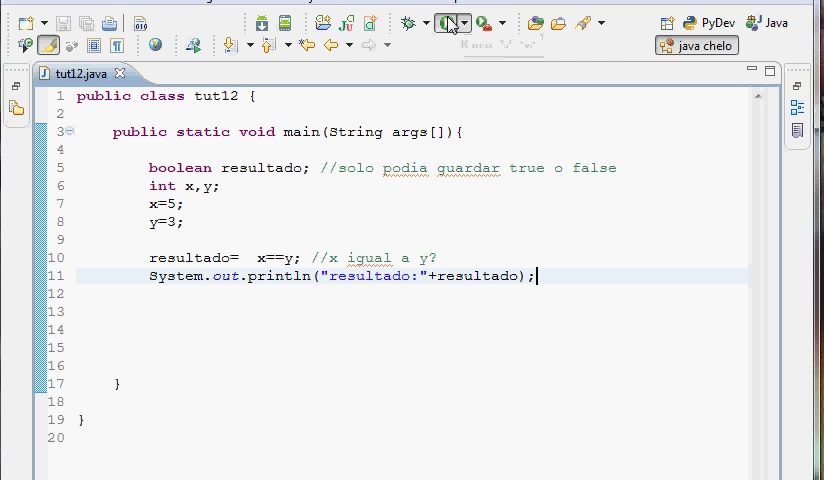 PyDev
Java
java chelo
tut12.java
1 public class tut12 {
2
3 public static void main(String args[]){
4
5 boolean resultado; //solo podia guardar true o false
6 int x,y;
7 x=5;
8 y=3;
9
10 resultado= x==y; //x igual a y?
11 System.out.println("resultado:"+resultado);
12
13
14
15
16
17 }
18
19 }
20